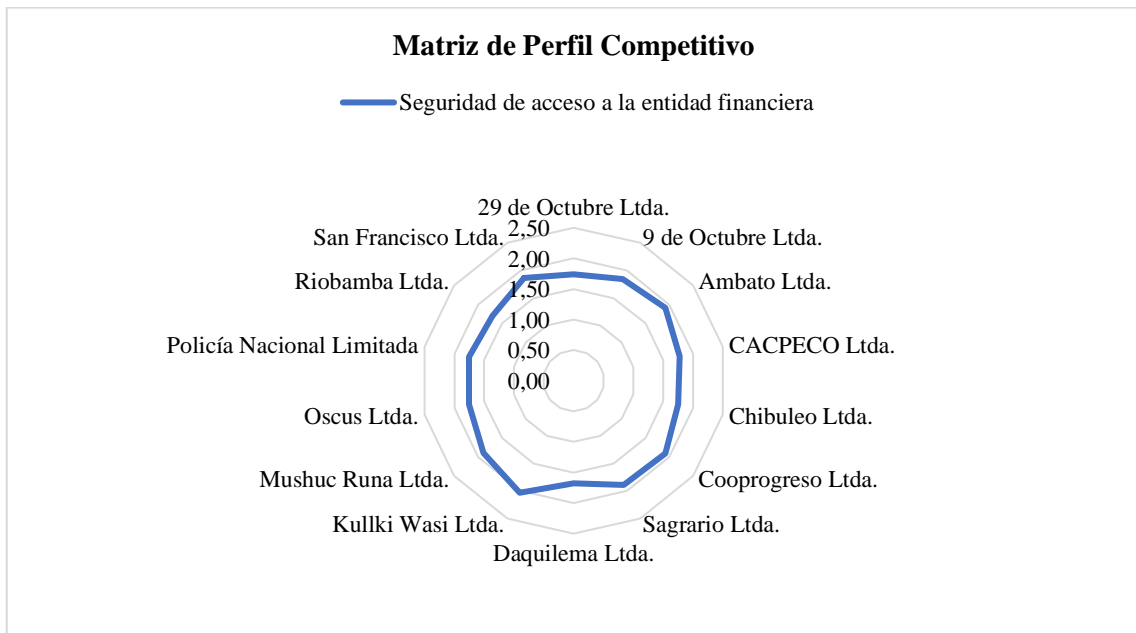 Matriz de Perfil Competitivo
Seguridad de acceso a la entidad financiera
29 de Octubre Ltda.
9 de Octubre Ltda.
Ambato Ltda.
CACPECO Ltda.
Chibuleo Ltda.
Cooprogreso Ltda.
Sagrario Ltda.
Daquilema Ltda.
Kullki Wasi Ltda.
Mushuc Runa Ltda.
Oscus Ltda.
Policía Nacional Limitada
Riobamba Ltda.
San Francisco Ltda.
2,50
2,00
1,50
1,00
0,50
0,00